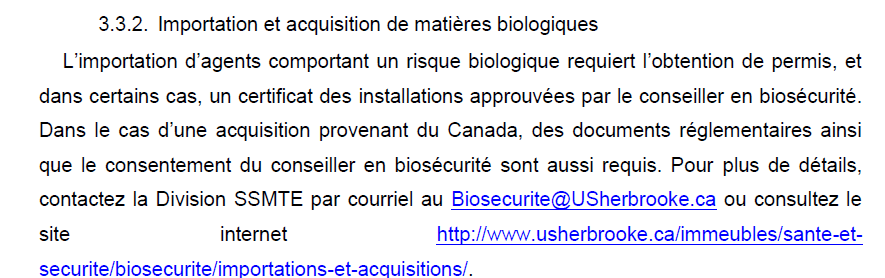 3.3.2. Importation et acquisition de matières biologiques
L’importation d’agents comportant un risque biologique requiert l’obtention de permis, et
dans certains cas, un certificat des installations approuvées par le conseiller en biosécurité.
Dans le cas d’une acquisition provenant du Canada, des documents réglementaires ainsi
que le consentement du conseiller en biosécurité sont aussi requis. Pour plus de détails,
contactez la Division SSMTE par courriel au Biosecurite@USherbrooke.ca ou consultez le
site internet http://www.usherbrooke.ca/immeubles/sante-et-
securite/biosecurite/importations-et-acquisitions/.